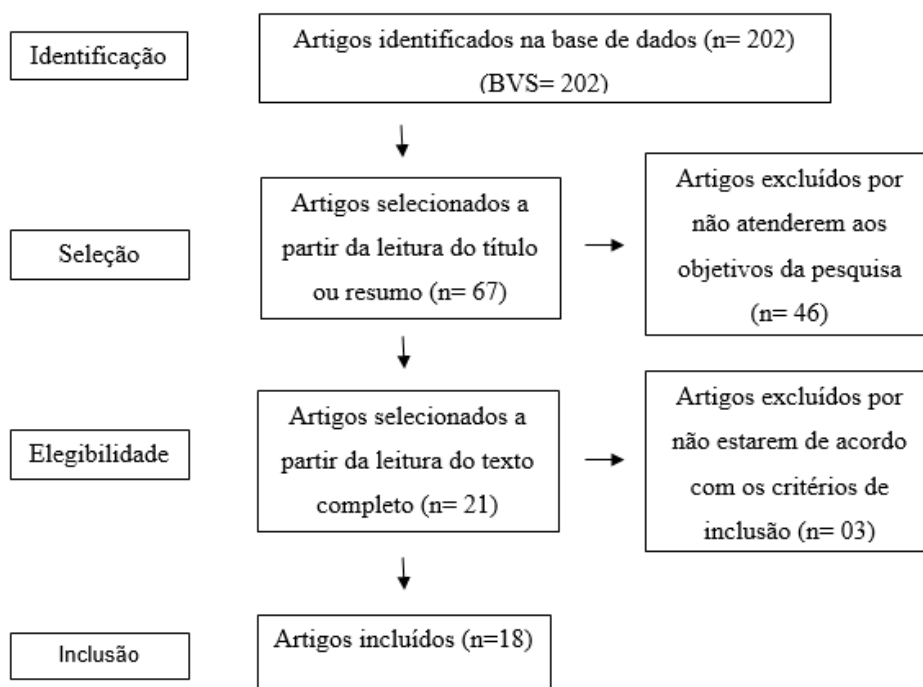 Identificação
Artigos identificados na base de dados (n= 202)
(BVS= 202)
Seleção
Artigos selecionados a
partir da leitura do título
ou resumo (n= 67)
Artigos excluídos por
não atenderem aos
objetivos da pesquisa
(n= 46)
Elegibilidade
Artigos selecionados a
partir da leitura do texto
completo (n= 21)
Artigos excluídos por
não estarem de acordo
com os critérios de
inclusão (n= 03)
Inclusão
Artigos incluídos (n=18)